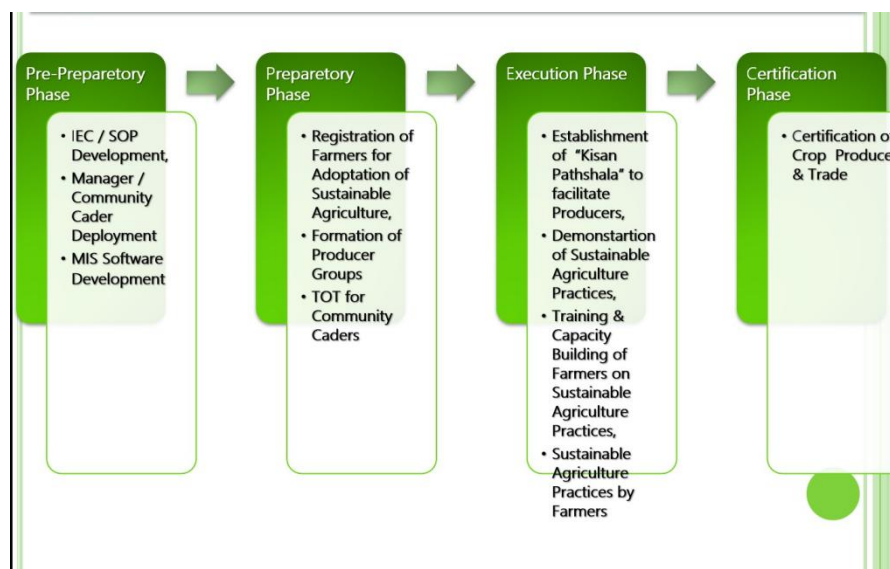 Pre-Preparetory
Phase
• IEC / SOP
Development,
• Manager /
Community
Cader
Deployment
• MIS Software
Development
Preparetory
Phase
• Registration of
Farmers for
Adoptation of
Sustainable
Agriculture,
• Formation of
Producer
Groups
• TOT for
Community
Caders
Execution Phase
• Establishment
of "Kisan
Pathshala" to
facilitate
Producers,
• Demonstartion
of Sustainable
Agriculture
Practices,
• Training &
Capacity
Building of
Farmers on
Sustainable
Agriculture
Practices,
• Sustainable
Agriculture
Practices by
Farmers
Certification
Phase
• Certification of
Crop Produce
& Trade